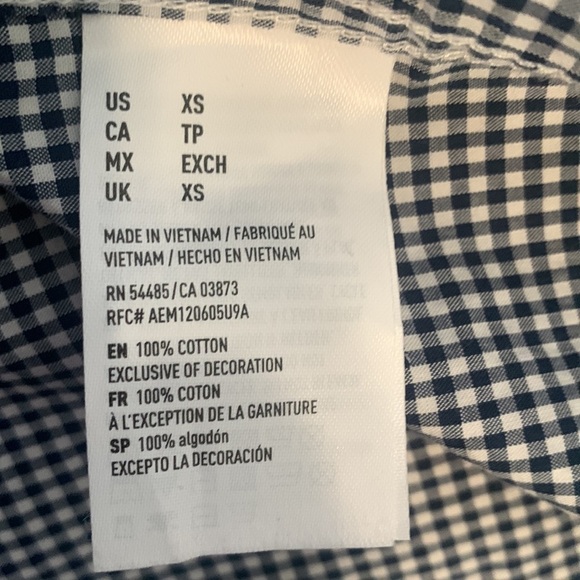 US XS
CA TP
MX EXCH
UK XS
MADE IN VIETNAM / FABRIQUÉ AU
VIETNAM / HECHO EN VIETNAM
RN 54485/CA 03873
RFC# AEM120605U9A
EN 100% COTTON
EXCLUSIVE OF DECORATION
FR 100% COTON
À L'EXCEPTION DE LA GARNITURE
SP 100% algodón
EXCEPTO LA DECORACIÓN